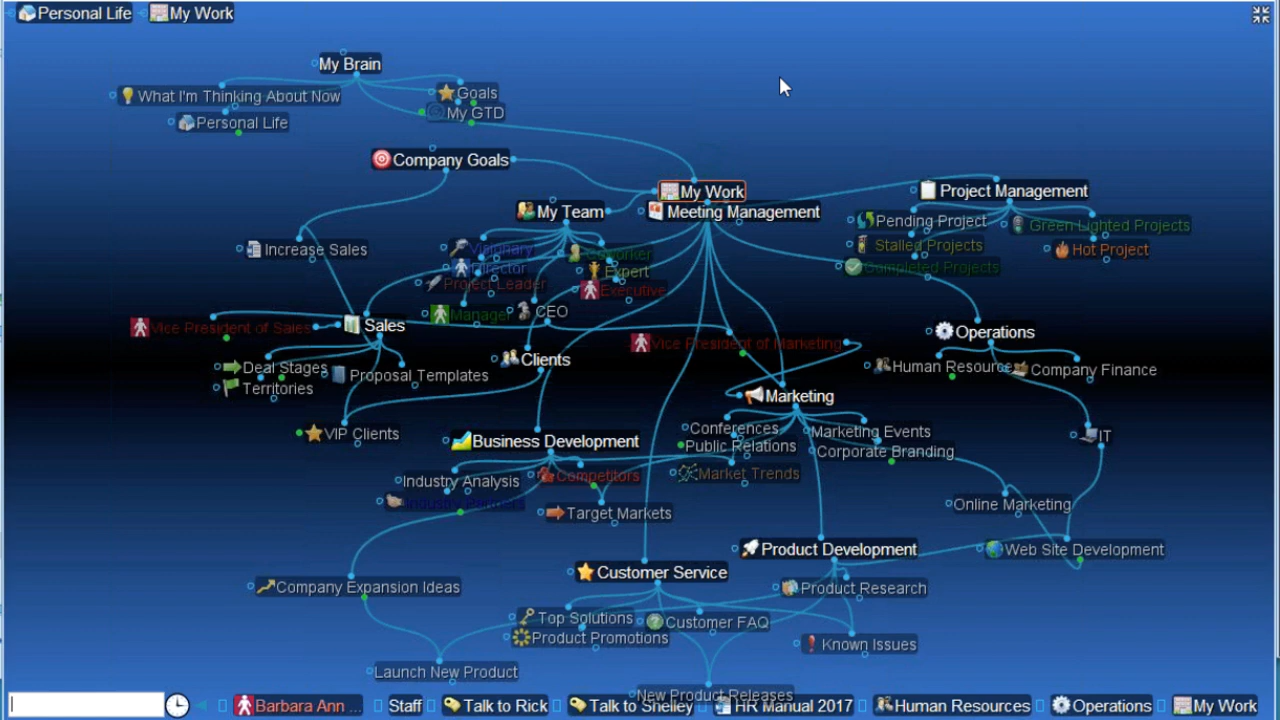 Personal Life
My Work
My Brain
What I'm Thinking About Now
Goals
My GTD
Personal Life
Company Goals
My Work
Meeting Management
Project Management
My Team
Pending Project
Green Lighted Projects
Stalled Projects
Hot Project
Completed Projects
Increase Sales
Visionary
Coworker
Director
Expert
Project Leader
Executive
Manager
CEO
Vice President of Sales
Sales
Vice President of Marketing
Operations
Clients
Human Resource
Company Finance
Deal Stages
Proposal Templates
Territories
Marketing
VIP Clients
Business Development
Conferences
Marketing Events
Public Relations
Corporate Branding
IT
Industry Analysis
Competitors
Market Trends
Industry Partners
Target Markets
Online Marketing
Product Development
Web Site Development
Customer Service
Company Expansion Ideas
Product Research
Top Solutions
Customer FAQ
Product Promotions
Known Issues
Launch New Product
New Product Releases
Barbara Ann ...
Staff
Talk to Rick
Talk to Shelley
HR Manual 2017
Human Resources
Operations
My Work